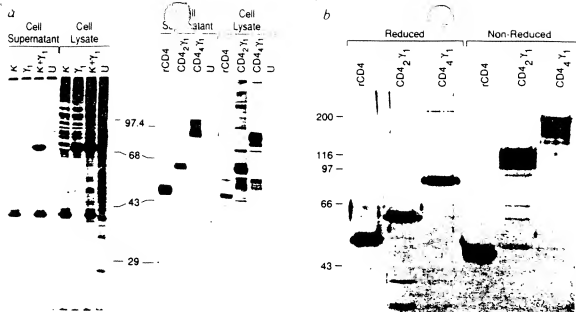 a
b
Cell Supernatant
Cell Lysate
Cell Lysate
κ γ1 κ+γ1 U κ γ1 κ+γ1 U
rCD4 CD42γ1 CD44γ1 U rCD4 CD42γ1 CD44γ1 U
97.4
68
43
29
Reduced
Non-Reduced
rCD4 CD42γ1 CD44γ1 rCD4 CD42γ1 CD44γ1
200
116
97
66
43